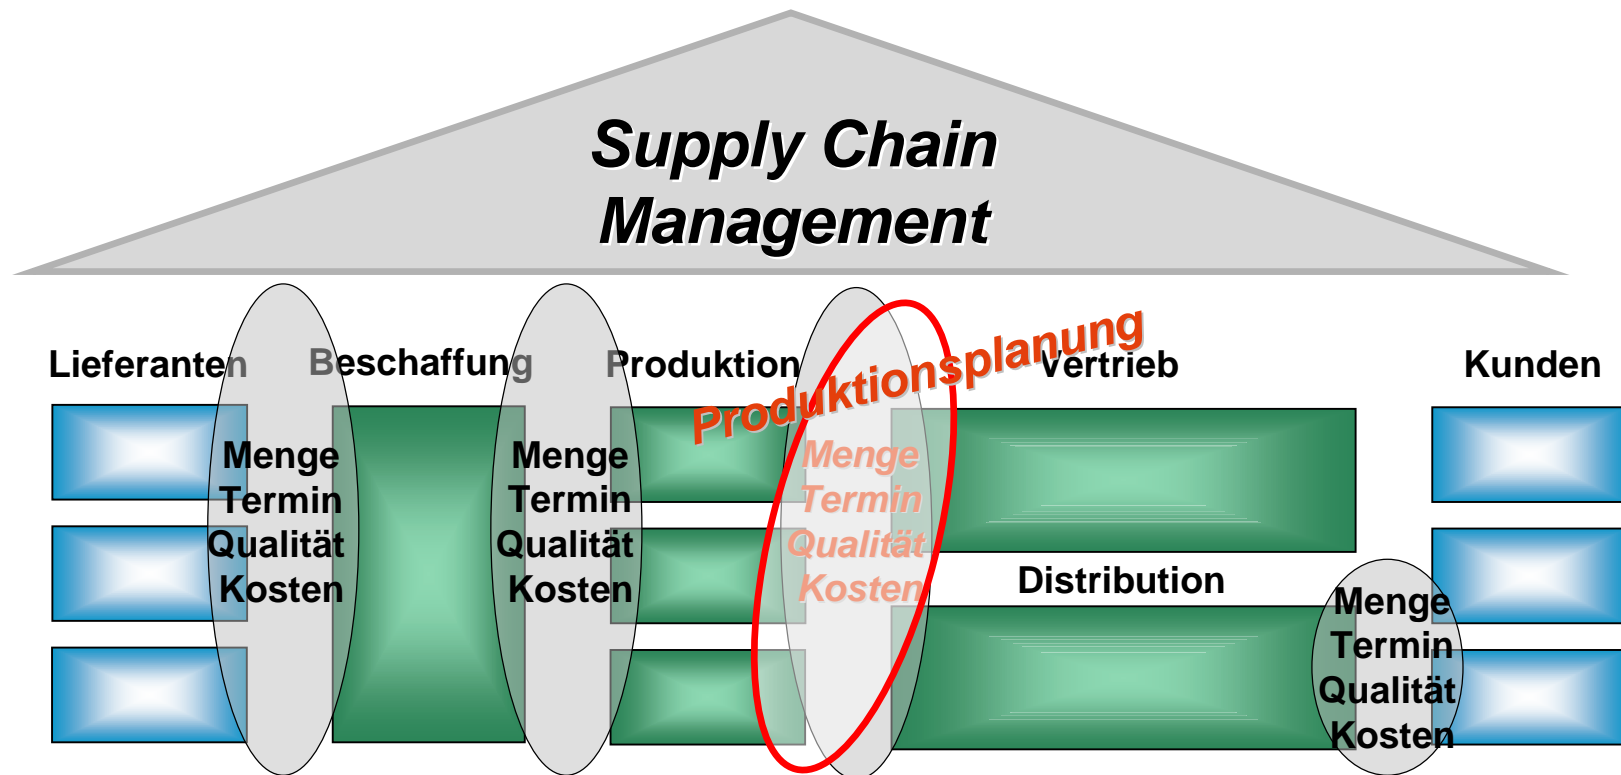 Supply Chain
Management
Lieferanten
Beschaffung
Produktion
Produktionsplanung
Vertrieb
Kunden
Menge
Termin
Qualität
Kosten
Menge
Termin
Qualität
Kosten
Menge
Termin
Qualität
Kosten
Distribution
Menge
Termin
Qualität
Kosten